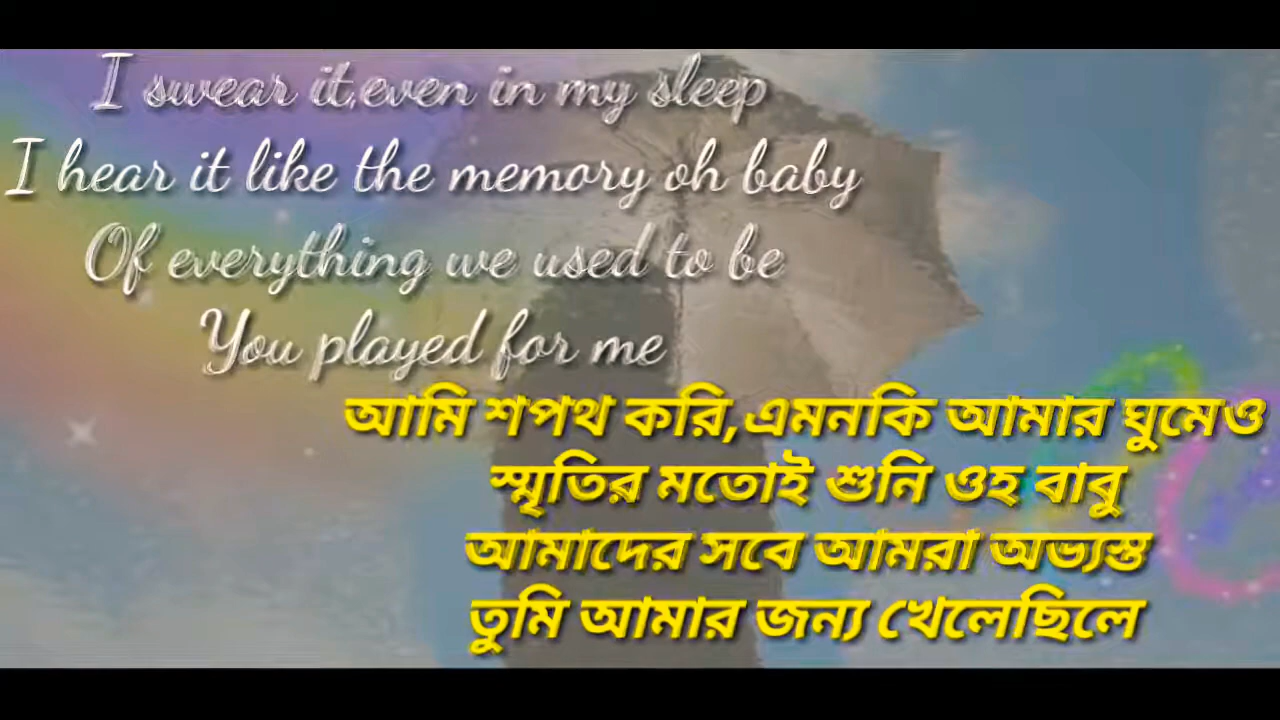 I swear it,even in my sleep
I hear it like the memory oh baby
Of everything we used to be
You played for me
আমি শপথ করি,এমনকি আমার ঘুমেও
স্মৃতির মতোই শুনি ওহ বাবু
আমাদের সবে আমরা অভ্যস্ত
তুমি আমার জন্য খেলেছিলে